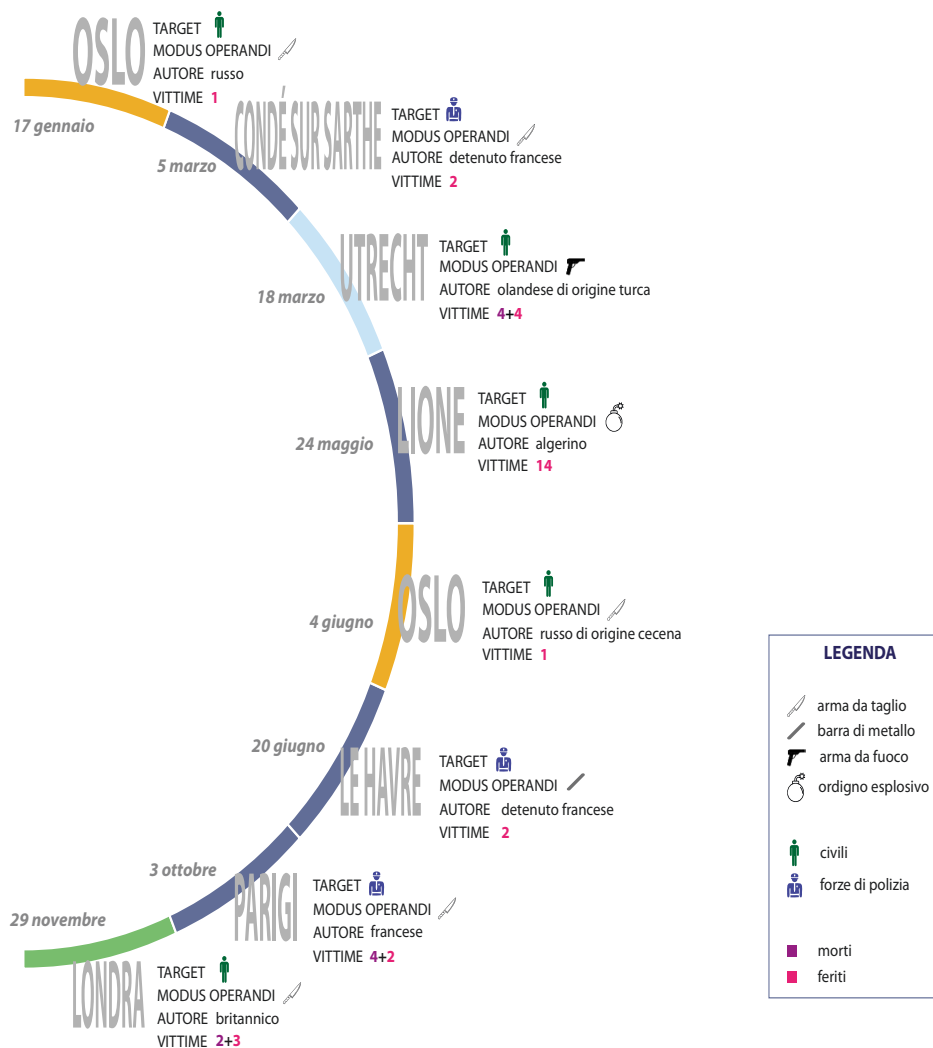 OSLO
TARGET
MODUS OPERANDI
AUTORE russo
VITTIME 1
17 gennaio
CONDÉ SUR SARTHE
TARGET
MODUS OPERANDI
AUTORE detenuto francese
VITTIME 2
5 marzo
UTRECHT
TARGET
MODUS OPERANDI
AUTORE olandese di origine turca
VITTIME 4+4
18 marzo
LIONE
TARGET
MODUS OPERANDI
AUTORE algerino
VITTIME 14
24 maggio
OSLO
TARGET
MODUS OPERANDI
AUTORE russo di origine cecena
VITTIME 1
4 giugno
LE HAVRE
TARGET
MODUS OPERANDI
AUTORE detenuto francese
VITTIME 2
20 giugno
PARIGI
TARGET
MODUS OPERANDI
AUTORE francese
VITTIME 4+2
3 ottobre
LONDRA
TARGET
MODUS OPERANDI
AUTORE britannico
VITTIME 2+3
29 novembre
LEGENDA
arma da taglio
barra di metallo
arma da fuoco
ordigno esplosivo
civili
forze di polizia
morti
feriti